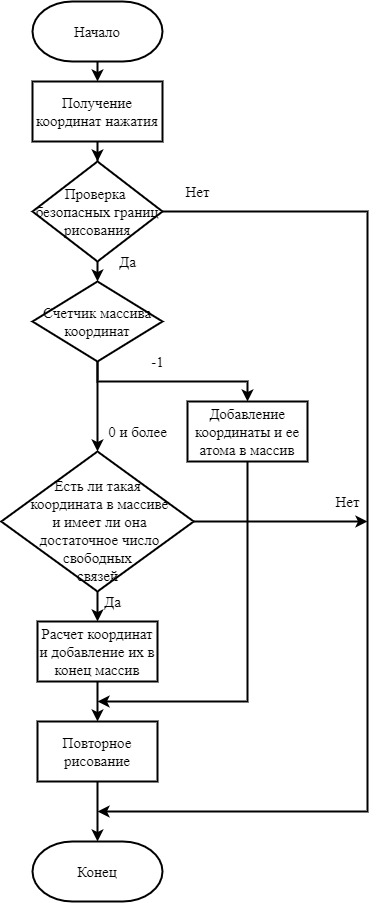 Начало
Получение
координат нажатия
Проверка
безопасных границ
рисования
Нет
Да
Счетчик массива
координат
-1
0 и более
Добавление
координаты и ее
атома в массив
Есть ли такая
координата в массиве
и имеет ли она
достаточное число
свободных
связей
Нет
Да
Расчет координат
и добавление их в
конец массив
Повторное
рисование
Конец